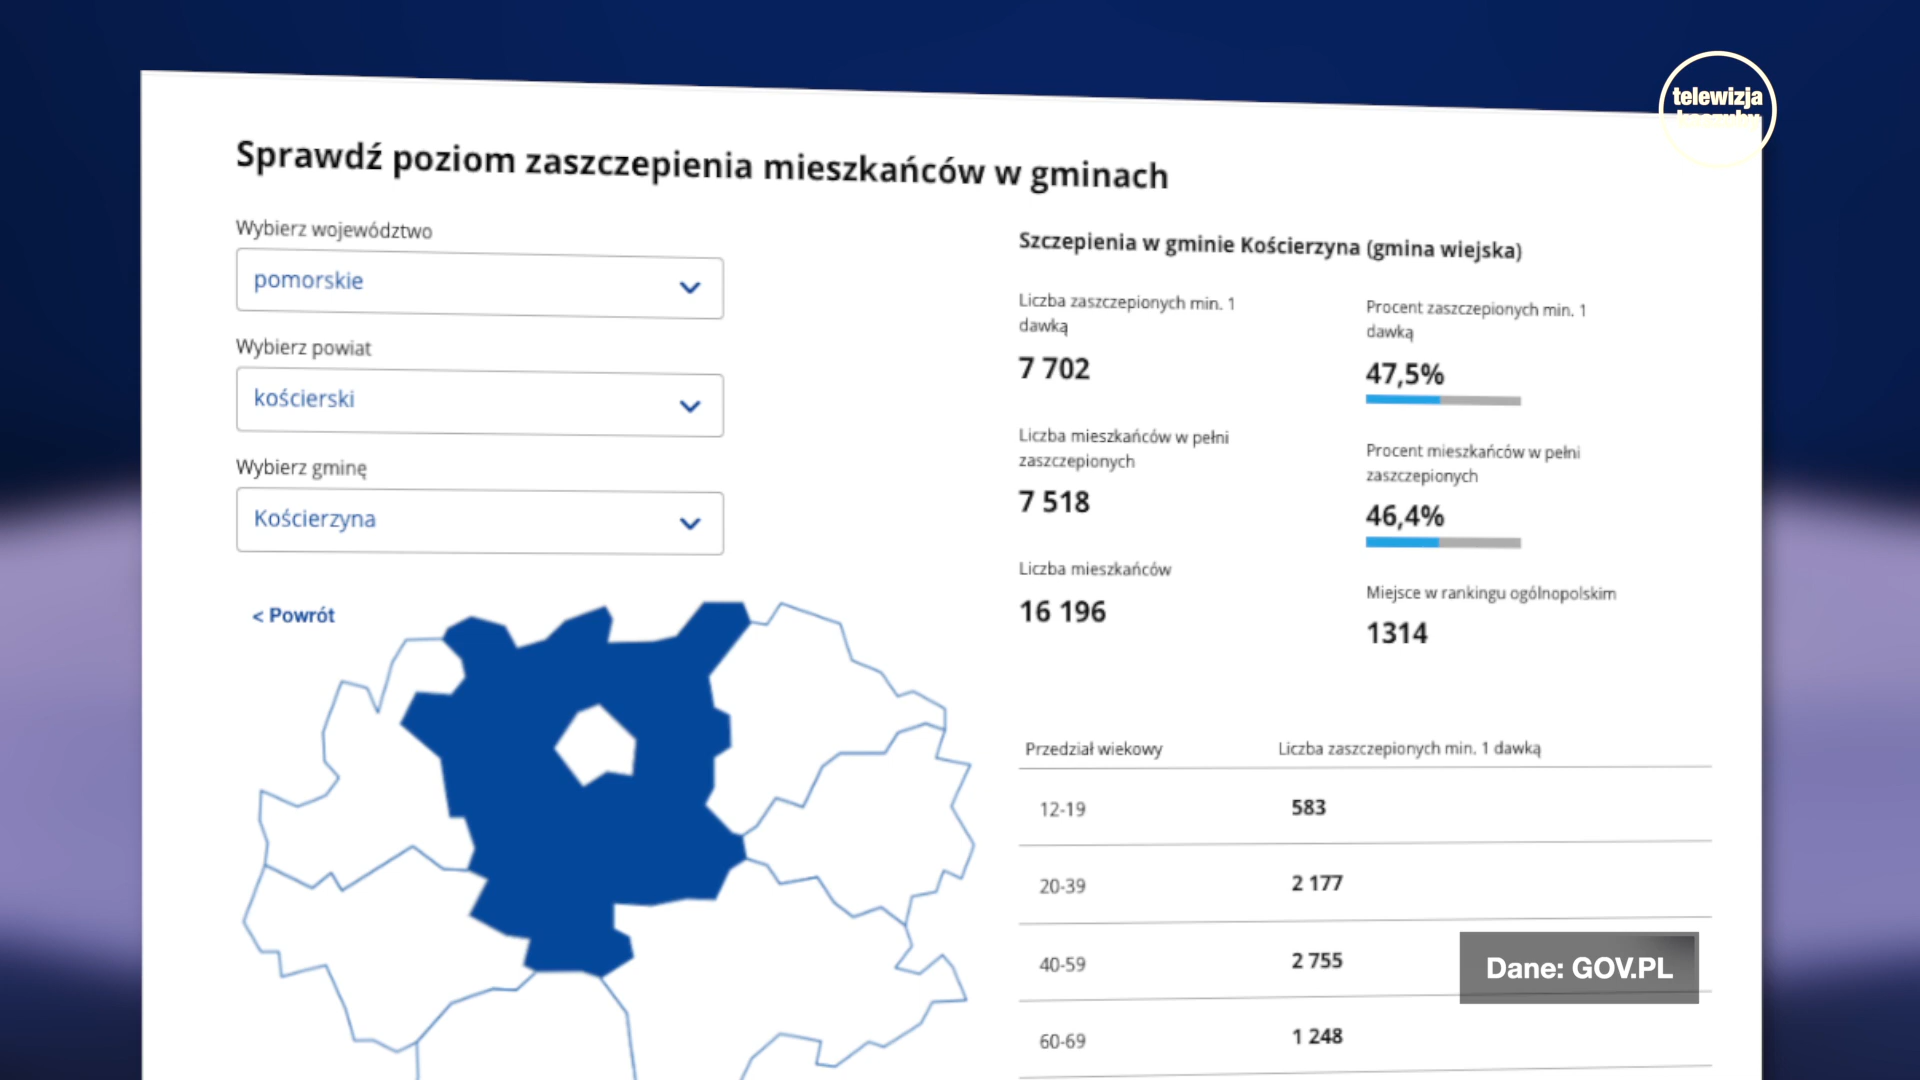 telewizja
Sprawdź poziom zaszczepienia mieszkańców w gminach
Wybierz województwo
pomorskie
Wybierz powiat
kościerski
Wybierz gminę
Kościerzyna
< Powrót
Szczepienia w gminie Kościerzyna (gmina wiejska)
Liczba zaszczepionych min. 1
dawką
7 702
Procent zaszczepionych min. 1
dawką
47,5%
Liczba mieszkańców w pełni
zaszczepionych
7 518
Procent mieszkańców w pełni
zaszczepionych
46,4%
Liczba mieszkańców
16 196
Miejsce w rankingu ogólnopolskim
1314
Przedział wiekowy Liczba zaszczepionych min. 1 dawką
12-19 583
20-39 2 177
40-59 2 755
60-69 1 248
Dane: GOV.PL